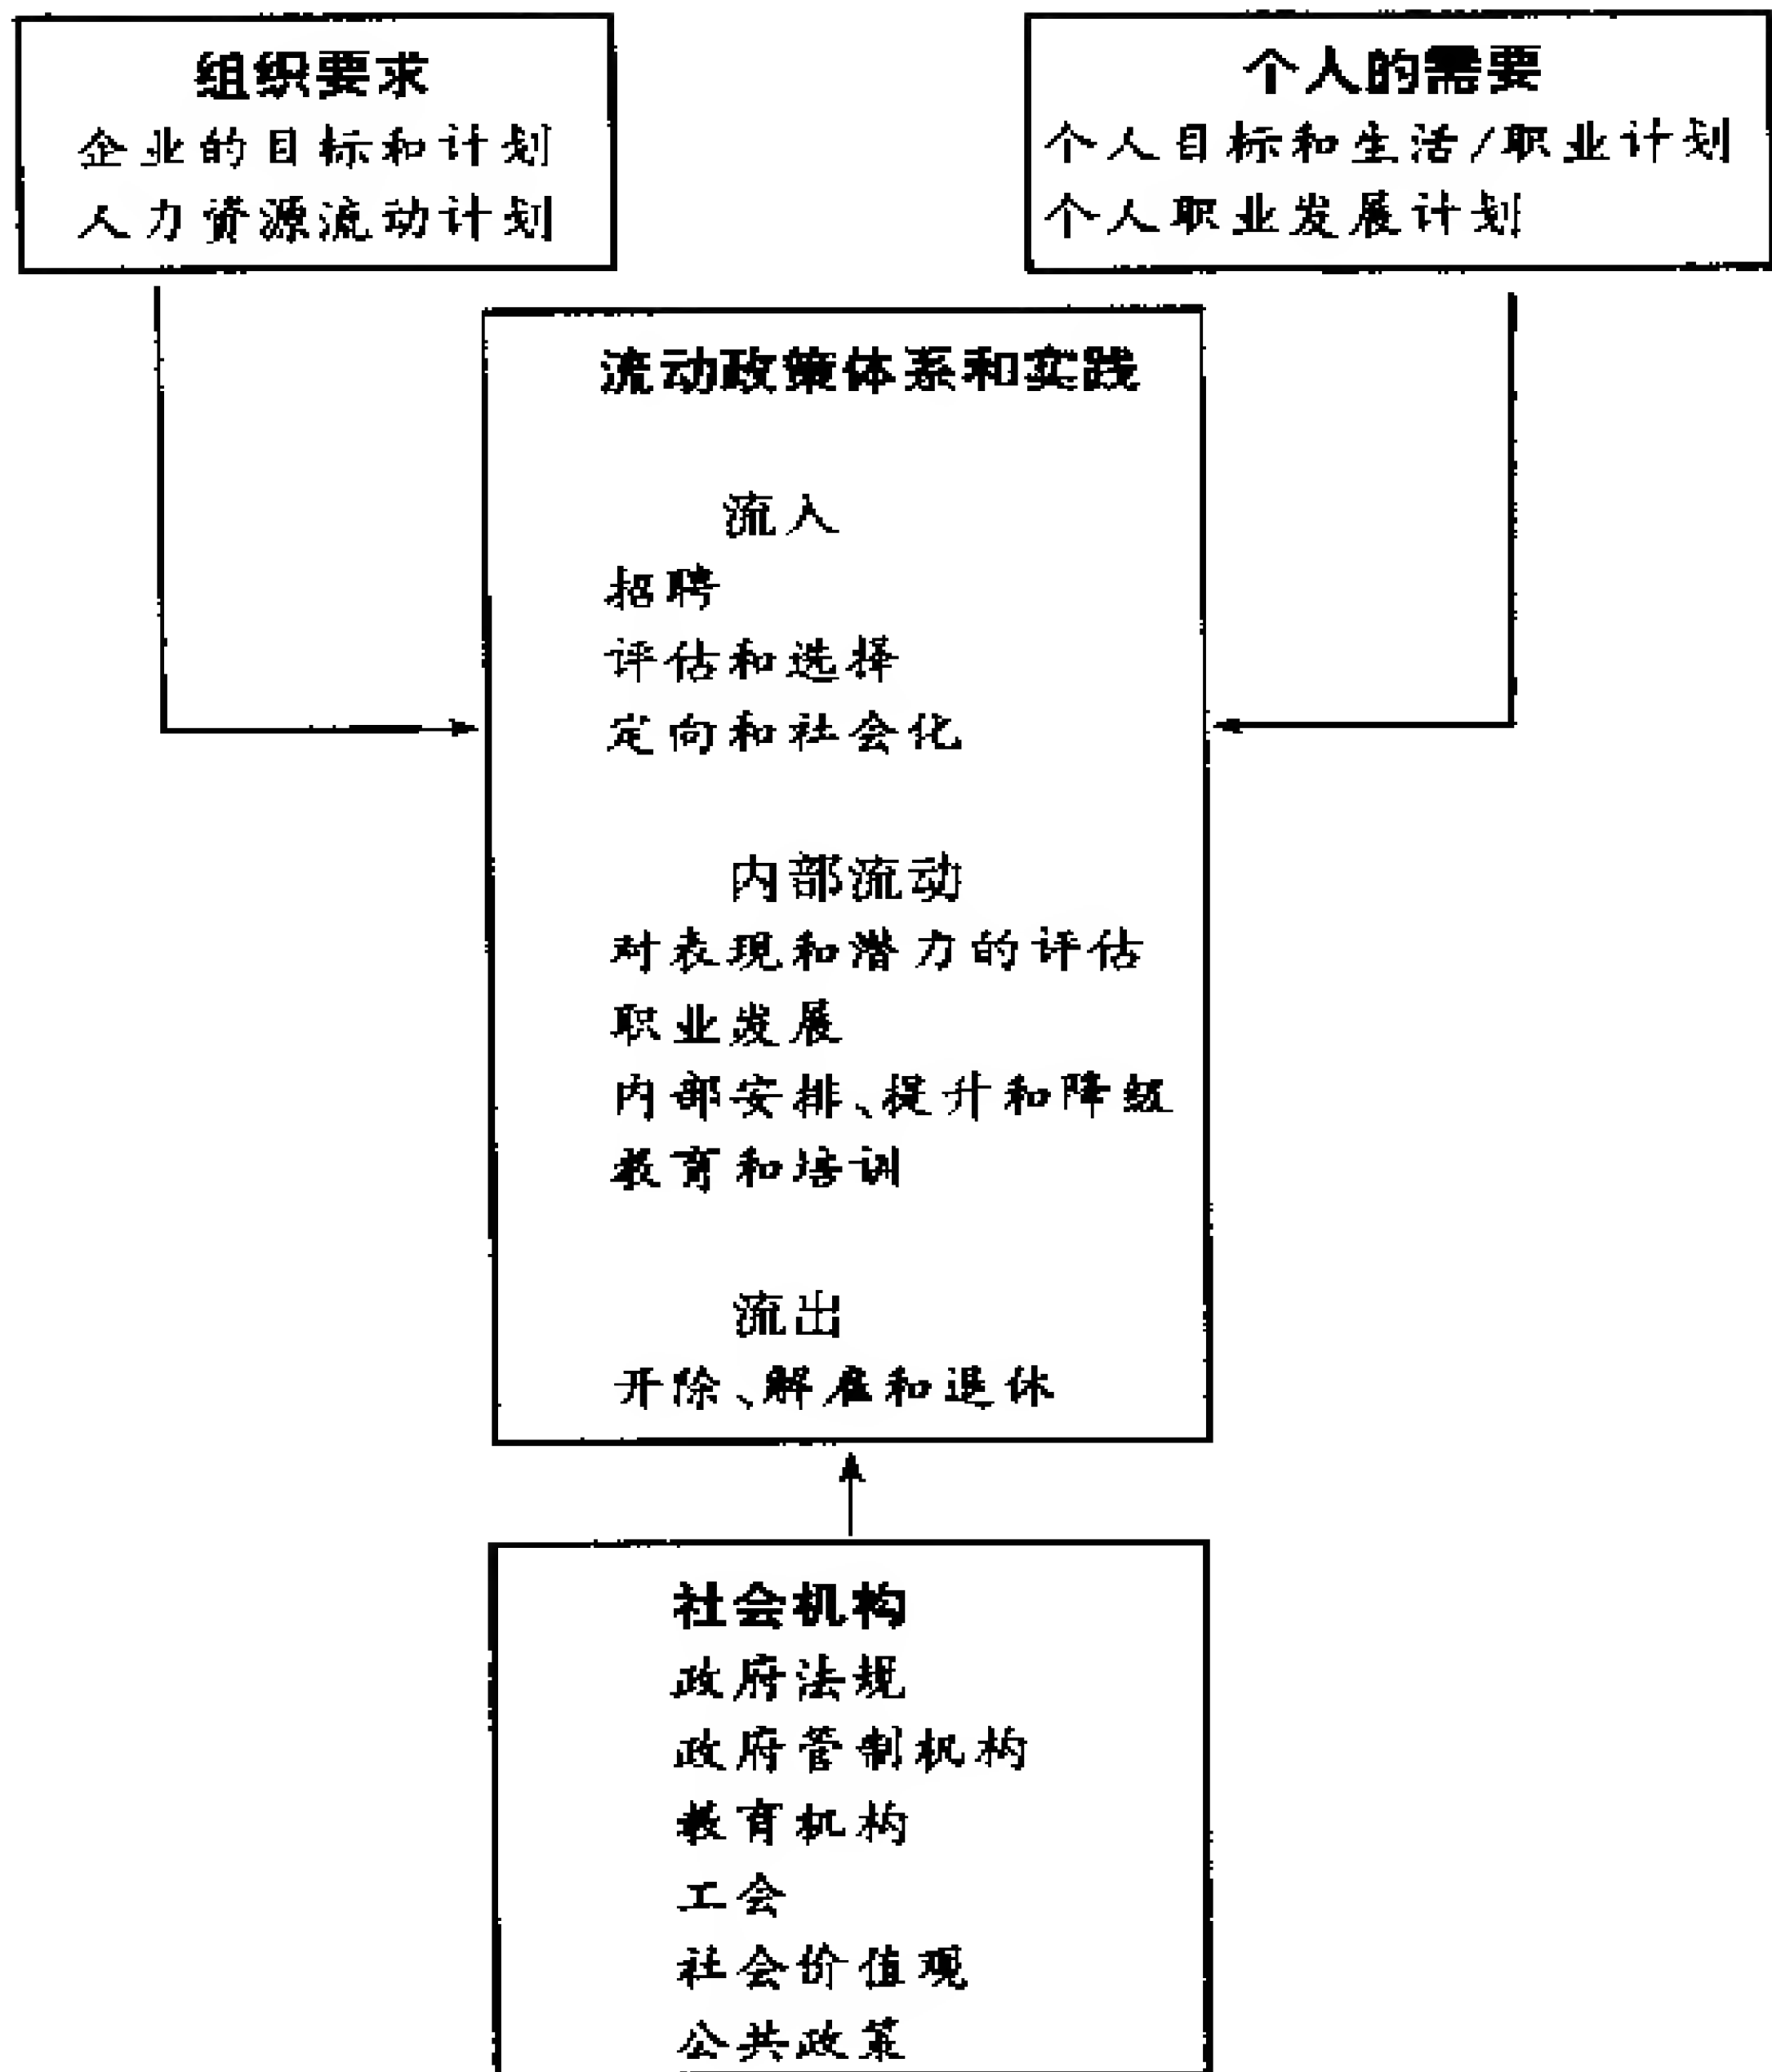 组织要求
企业的目标和计划
人力资源流动计划
个人的需要
个人目标和生活/职业计划
个人职业发展计划
流动政策体系和实践
流入
招聘
评估和选择
定向和社会化
内部流动
对表现和潜力的评估
职业发展
内部安排、提升和降级
教育和培训
流出
开除、解雇和退休
社会机构
政府法规
政府管制机构
教育机构
工会
社会价值观
公共政策